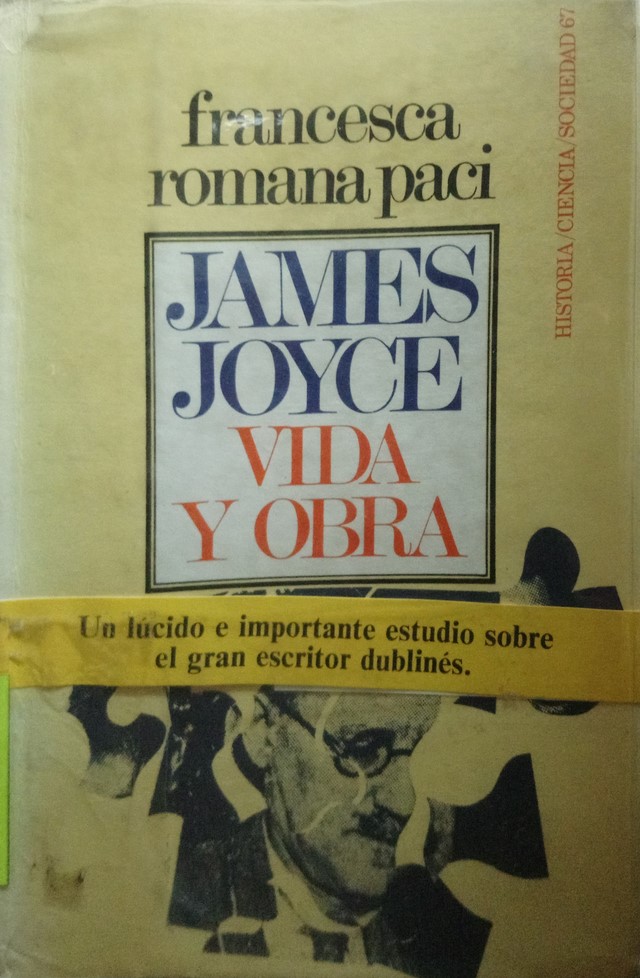 francesca
romana paci
JAMES
JOYCE
VIDA
Y OBRA
HISTORIA/CIENCIA/SOCIEDAD 67
Un lúcido e importante estudio sobre
el gran escritor dublinés.